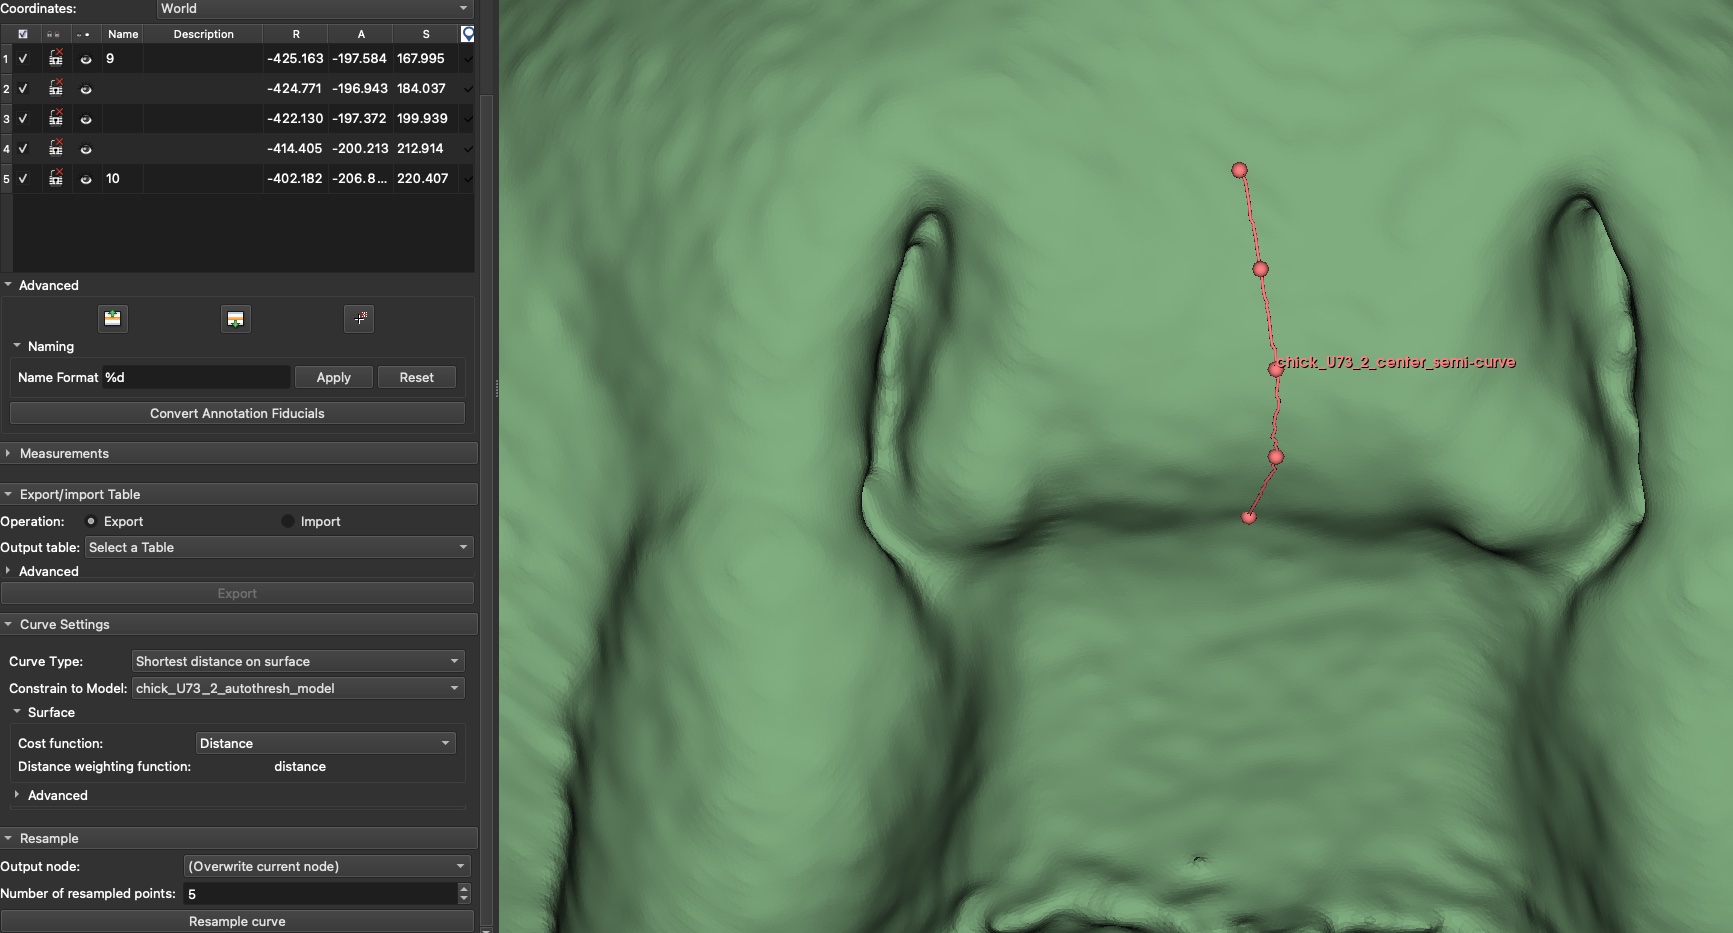 Coordinates: World
Name Description R A S
1 9 -425.163 -197.584 167.995
2 -424.771 -196.943 184.037
3 -422.130 -197.372 199.939
4 -414.405 -200.213 212.914
5 10 -402.182 -206.8... 220.407
Advanced
Naming
Name Format %d Apply Reset
Convert Annotation Fiducials
Measurements
Export/import Table
Operation: Export Import
Output table: Select a Table
Advanced
Export
Curve Settings
Curve Type: Shortest distance on surface
Constrain to Model: chick_U73_2_autothresh_model
Surface
Cost function: Distance
Distance weighting function: distance
Advanced
Resample
Output node: (Overwrite current node)
Number of resampled points: 5
Resample curve
chick_U73_2_center_semi-curve